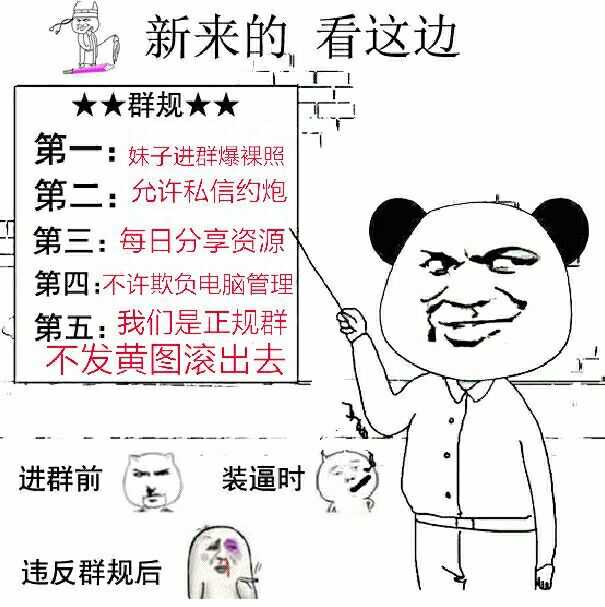 新来的 看这边
★★群规★★
第一：妹子进群爆裸照
第二：允许私信约炮
第三：每日分享资源
第四：不许欺负电脑管理
第五：我们是正规群
不发黄图滚出去
进群前 装逼时
违反群规后